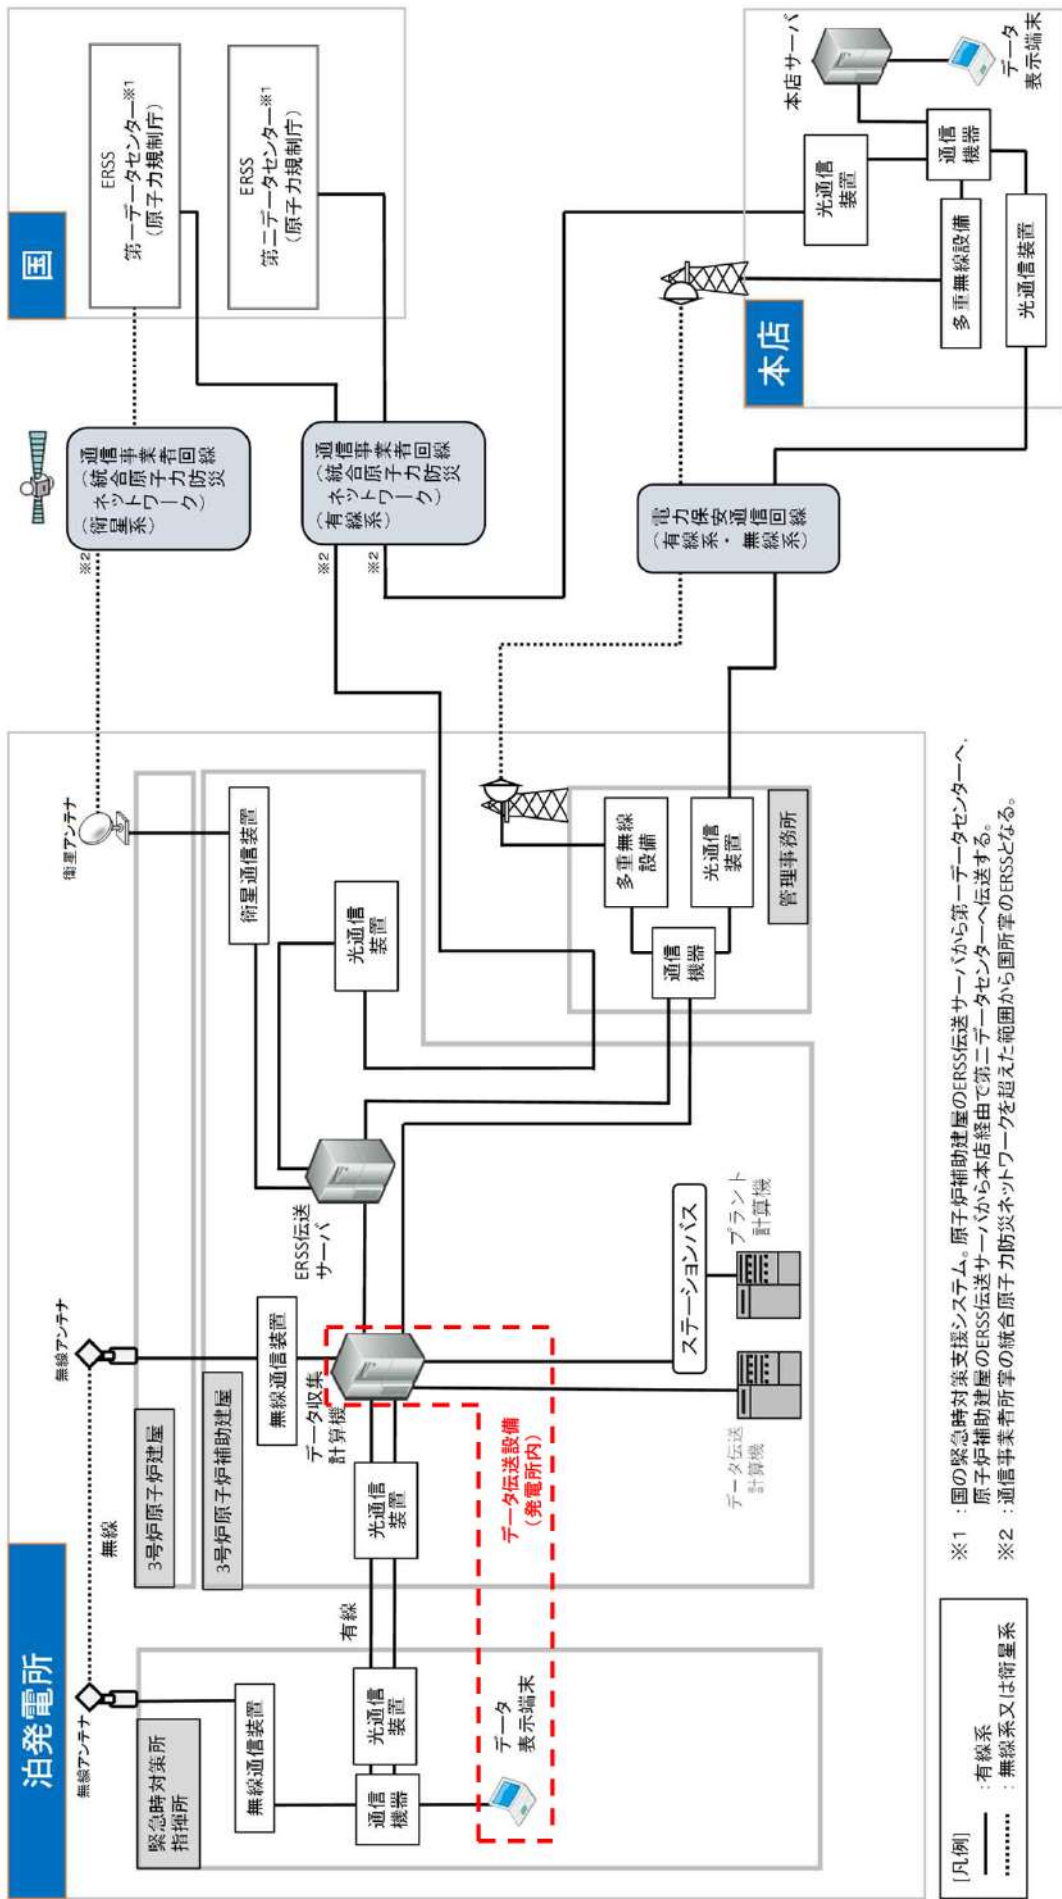 泊発電所
無線アンテナ
無線
無線アンテナ
衛星アンテナ
緊急時対策所
指揮所
無線通信装置
通信
機器
光通信
装置
データ
表示端末
有線
3号炉原子炉建屋
3号炉原子炉補助建屋
無線通信装置
光通信
装置
データ収集
計算機
ERSS伝送
サーバ
データ伝送設備
(発電所内)
データ伝送
計算機
ステーションバス
プラント
計算機
衛星通信装置
光通信
装置
通信
機器
多重無線
設備
光通信
装置
管理事務所
※2
通信事業者回線
(統合原子力防災
ネットワーク)
(衛星系)
※2
※2
通信事業者回線
(統合原子力防災
ネットワーク)
(有線系)
電力保安通信回線
(有線系・無線系)
国
ERSS
第一データセンター※1
(原子力規制庁)
ERSS
第二データセンター※1
(原子力規制庁)
本店
光通信
装置
多重無線設備
光通信装置
通信
機器
本店サーバ
データ
表示端末
[凡例]
:有線系
:無線系又は衛星系
※1 :国の緊急時対策支援システム。原子炉補助建屋のERSS伝送サーバから第一データセンターへ、
原子炉補助建屋のERSS伝送サーバから本店経由で第二データセンターへ伝送する。
※2 :通信事業者所掌の統合原子力防災ネットワークを超えた範囲から国所掌のERSSとなる。